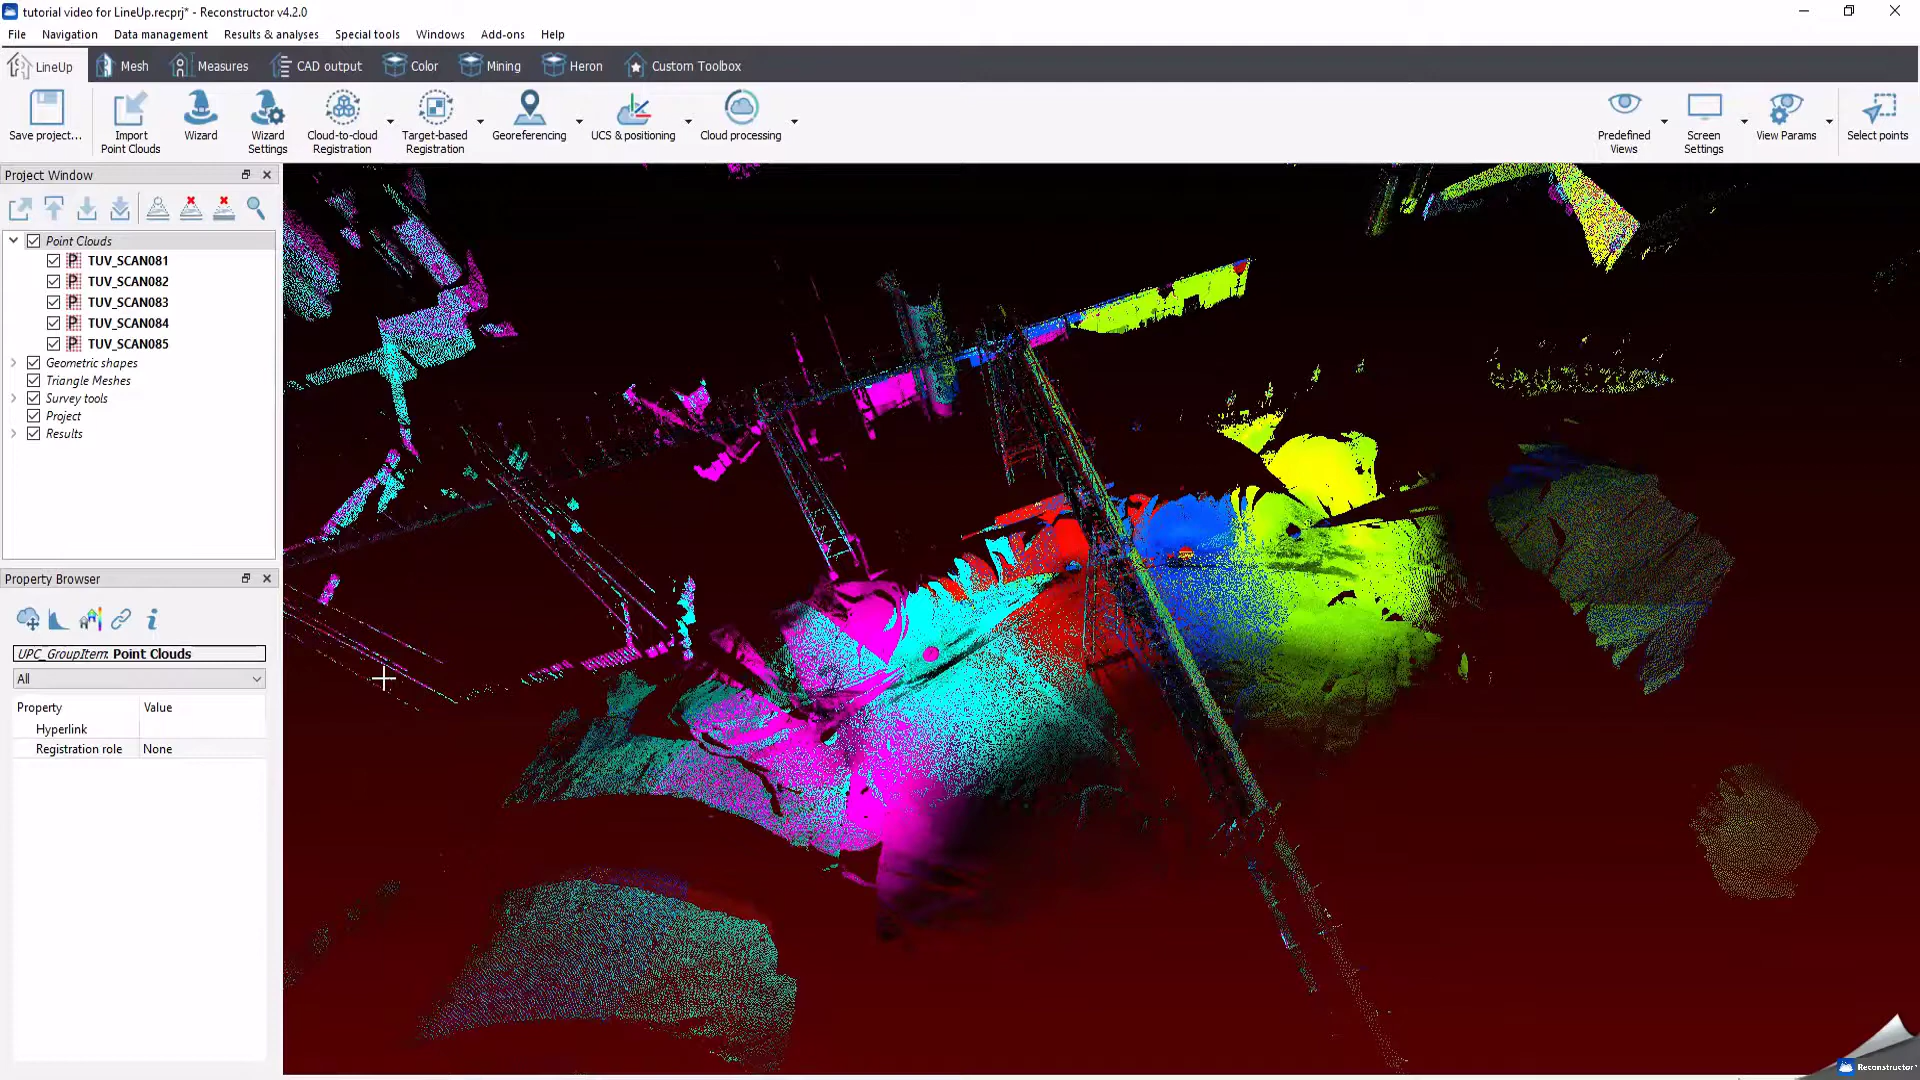 tutorial video for LineUp.recprj* - Reconstructor v4.2.0
File Navigation Data management Results & analyses Special tools Windows Add-ons Help
LineUp Mesh Measures CAD output Color Mining Heron Custom Toolbox
Save project...
Import Point Clouds
Wizard
Wizard Settings
Cloud-to-cloud Registration
Target-based Registration
Georeferencing
UCS & positioning
Cloud processing
Predefined Views
Screen Settings
View Params
Select points
Project Window
Point Clouds
TUV_SCAN081
TUV_SCAN082
TUV_SCAN083
TUV_SCAN084
TUV_SCAN085
Geometric shapes
Triangle Meshes
Survey tools
Project
Results
Property Browser
UPC_GroupItem: Point Clouds
All
Property Value
Hyperlink
Registration role None
Reconstructor